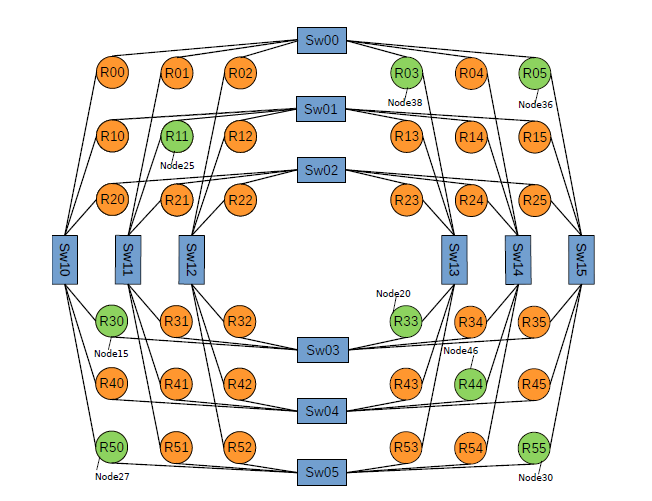 Sw00
R00 R01 R02 R03 R04 R05
Node38 Node36
Sw01
R10 R11 R12 R13 R14 R15
Node25
Sw02
R20 R21 R22 R23 R24 R25
Sw10 Sw11 Sw12 Sw13 Sw14 Sw15
Node20
R30 R31 R32 R33 R34 R35
Sw03
Node15 Node46
R40 R41 R42 R43 R44 R45
Sw04
R50 R51 R52 R53 R54 R55
Sw05
Node27 Node30